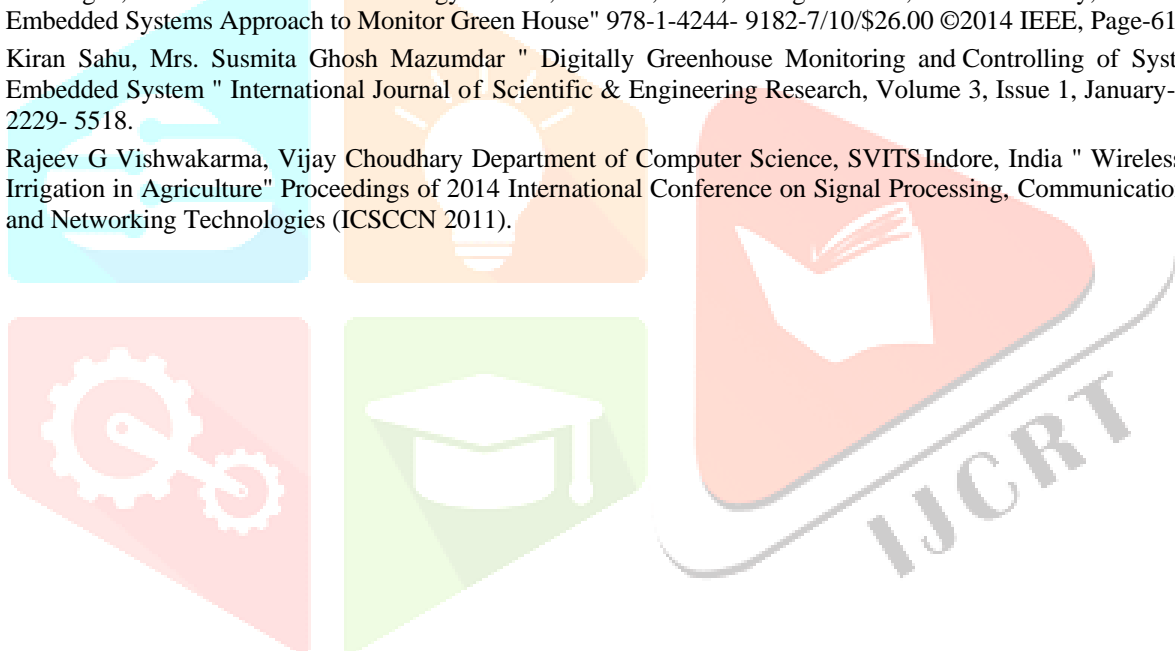 Embedded Systems Approach to Monitor Green House" 978-1-4244- 9182-7/10/$26.00 ©2014 IEEE, Page-61
Kiran Sahu, Mrs. Susmita Ghosh Mazumdar " Digitally Greenhouse Monitoring and Controlling of Syst
Embedded System " International Journal of Scientific & Engineering Research, Volume 3, Issue 1, January-
2229- 5518.
Rajeev G Vishwakarma, Vijay Choudhary Department of Computer Science, SVITS Indore, India " Wireles
Irrigation in Agriculture" Proceedings of 2014 International Conference on Signal Processing, Communicatio
and Networking Technologies (ICSCCN 2011).
IJCRT